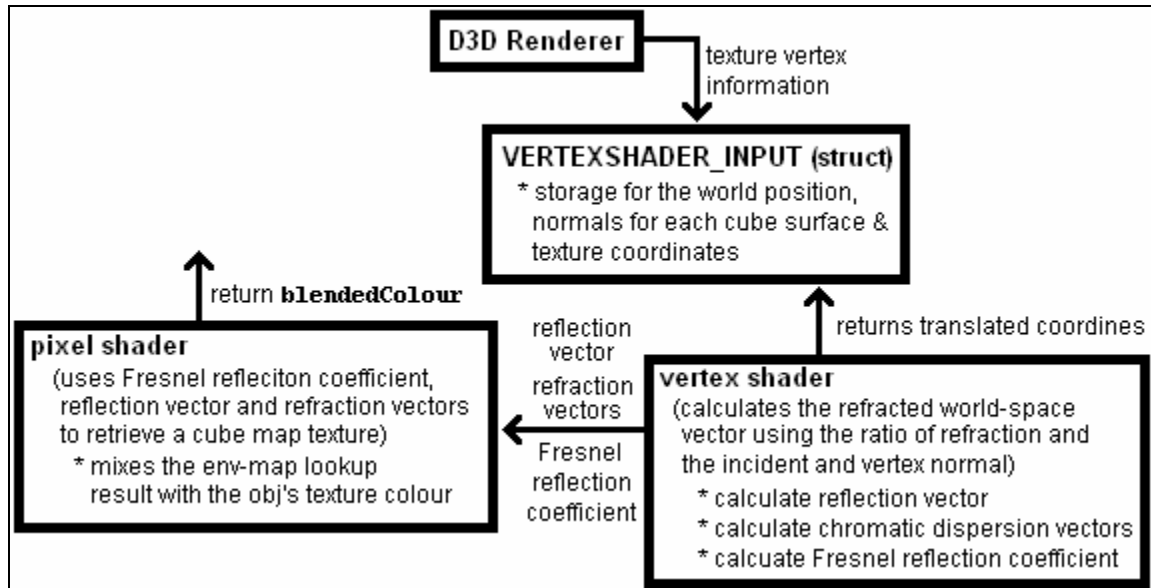 D3D Renderer
texture vertex
information
VERTEXSHADER_INPUT (struct)
* storage for the world position,
normals for each cube surface &
texture coordinates
return blendedColour
pixel shader
(uses Fresnel refleciton coefficient,
reflection vector and refraction vectors
to retrieve a cube map texture)
* mixes the env-map lookup
result with the obj's texture colour
reflection
vector
refraction
vectors
Fresnel
reflection
coefficient
returns translated coordines
vertex shader
(calculates the refracted world-space
vector using the ratio of refraction and
the incident and vertex normal)
* calculate reflection vector
* calculate chromatic dispersion vectors
* calcuate Fresnel reflection coefficient